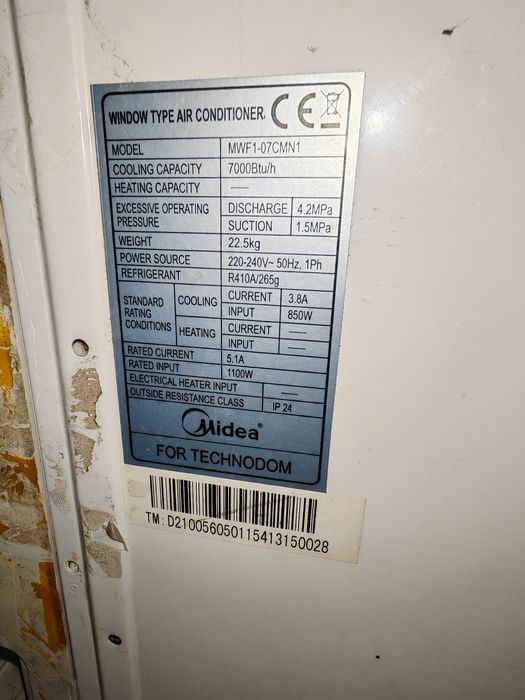 WINDOW TYPE AIR CONDITIONER CE
MODEL MWF1-07CMN1
COOLING CAPACITY 7000Btu/h
HEATING CAPACITY —
EXCESSIVE OPERATING PRESSURE DISCHARGE 4.2MPa
SUCTION 1.5MPa
WEIGHT 22.5kg
POWER SOURCE 220-240V~ 50Hz, 1Ph
REFRIGERANT R410A/265g
STANDARD RATING CONDITIONS COOLING CURRENT 3.8A
INPUT 850W
HEATING CURRENT —
INPUT —
RATED CURRENT 5.1A
RATED INPUT 1100W
ELECTRICAL HEATER INPUT —
OUTSIDE RESISTANCE CLASS IP 24
Midea®
FOR TECHNODOM
TM: D210056050115413150028